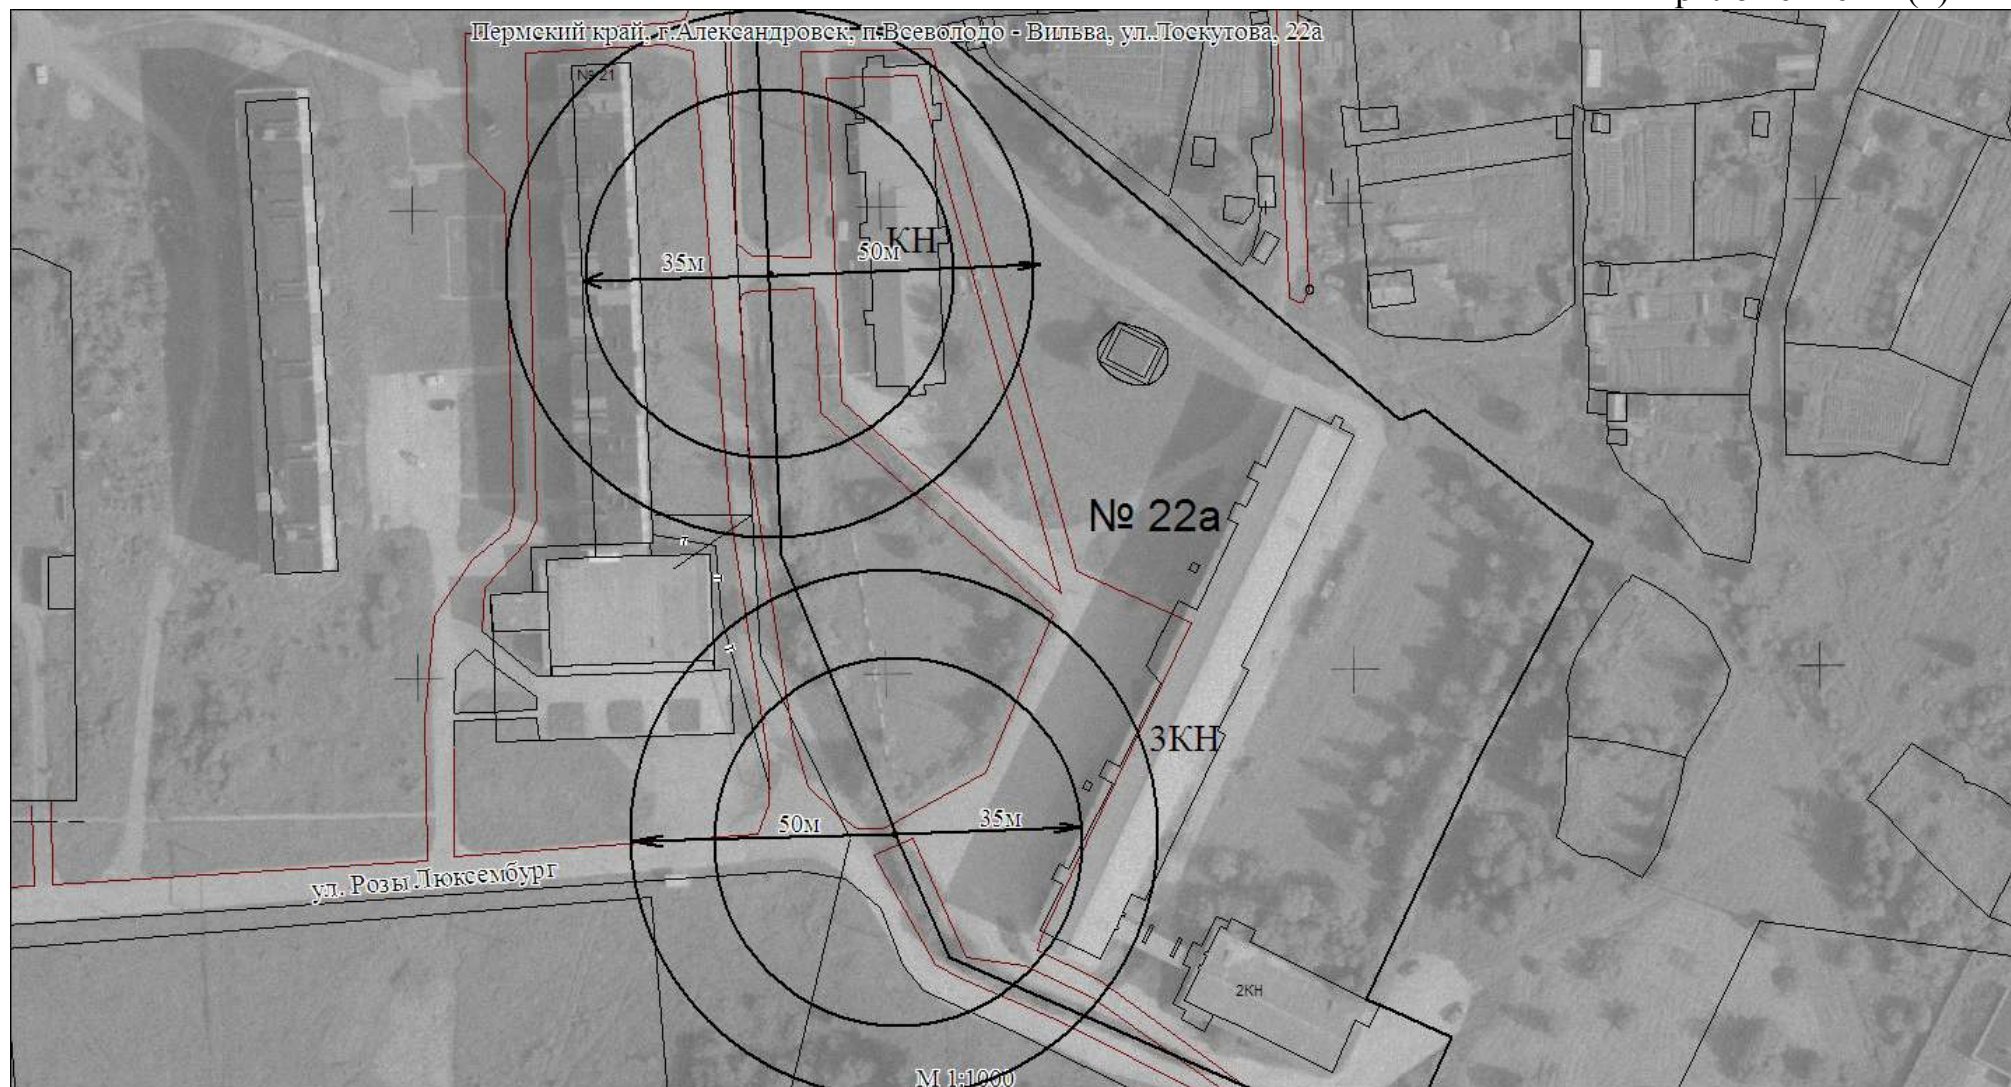 Пермский край, г.Александровск, п.Всеволодо - Вильва, ул.Лоскутова, 22а
№ 21
КН
35м
50м
№ 22а
3КН
50м
35м
ул. Розы Люксембург
2КН
М 1:1000